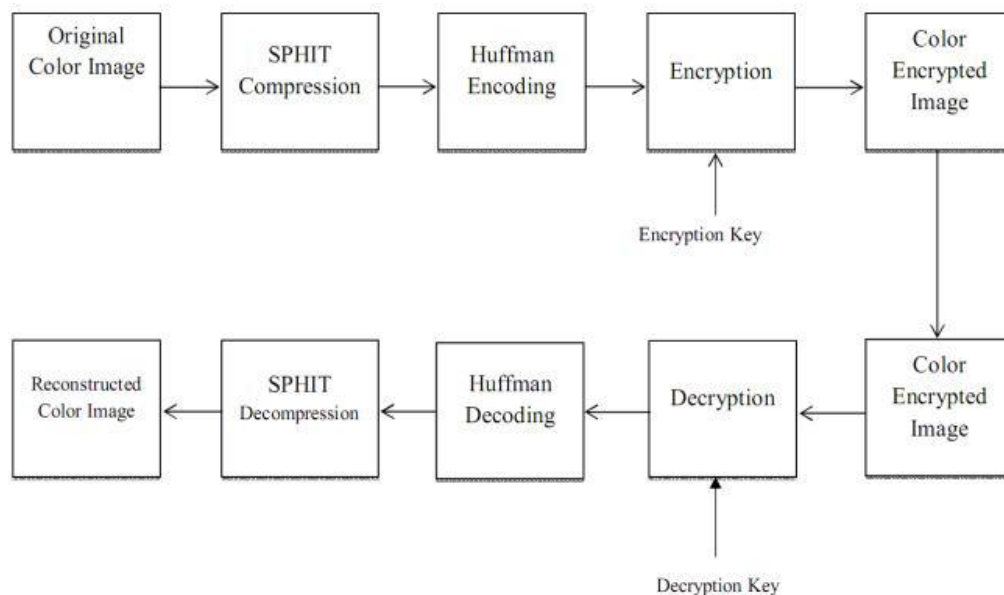 Original
Color Image
SPHIT
Compression
Huffman
Encoding
Encryption
Color
Encrypted
Image
Encryption Key
Reconstructed
Color Image
SPHIT
Decompression
Huffman
Decoding
Decryption
Color
Encrypted
Image
Decryption Key